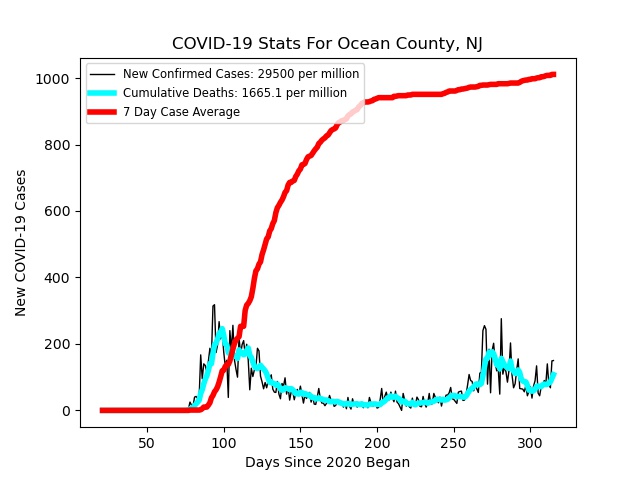 COVID-19 Stats For Ocean County, NJ
New Confirmed Cases: 29500 per million
Cumulative Deaths: 1665.1 per million
7 Day Case Average
New COVID-19 Cases
1000
800
600
400
200
0
50 100 150 200 250 300
Days Since 2020 Began